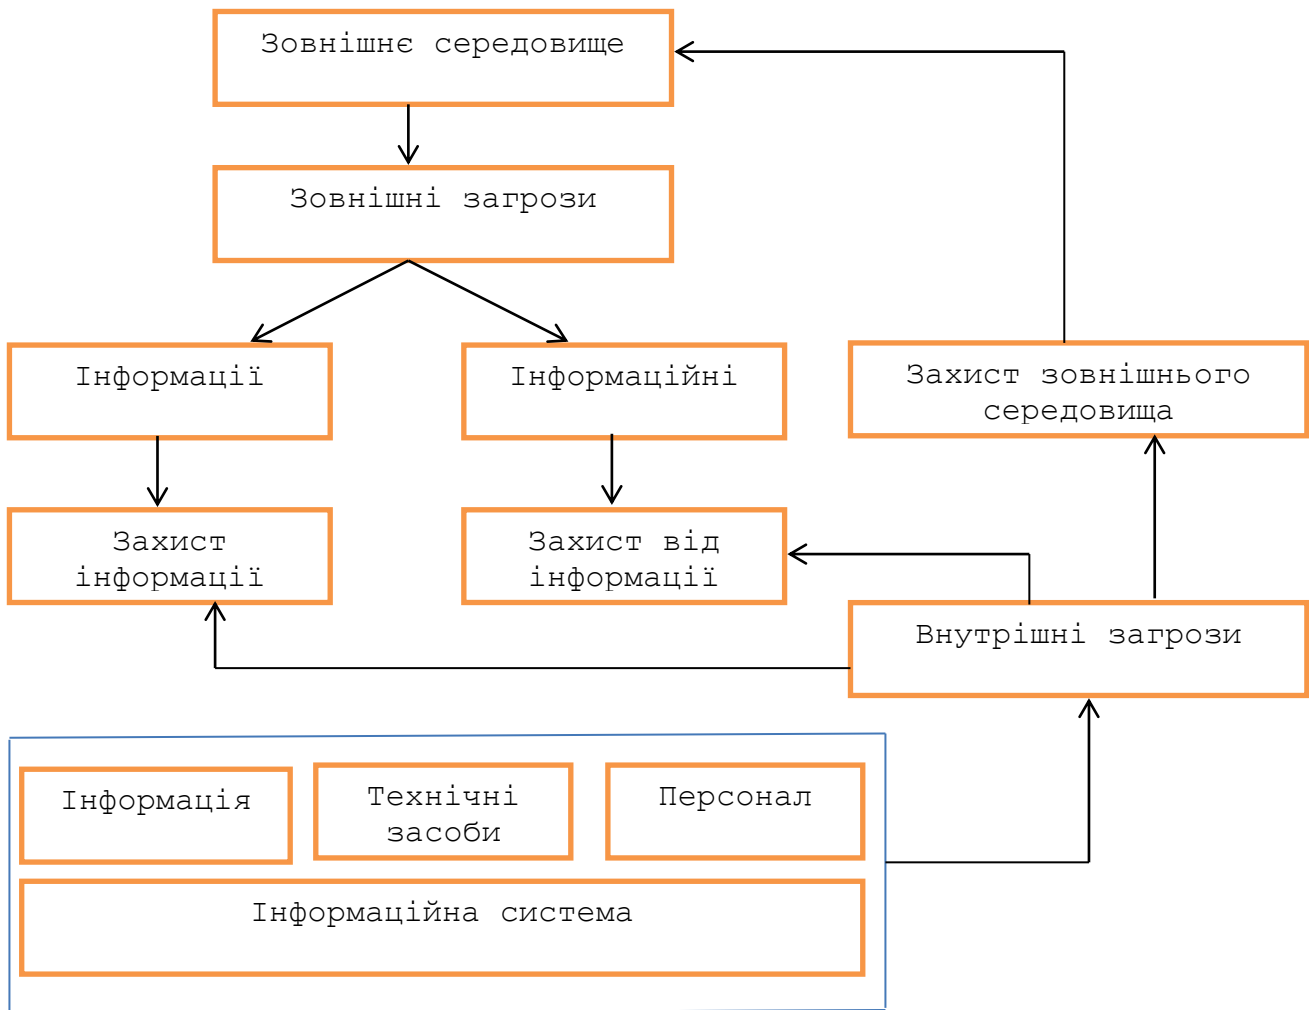 Зовнішнє середовище
Зовнішні загрози
Інформації
Інформаційні
Захист зовнішнього
середовища
Захист
інформації
Захист від
інформації
Внутрішні загрози
Інформація
Технічні
засоби
Персонал
Інформаційна система